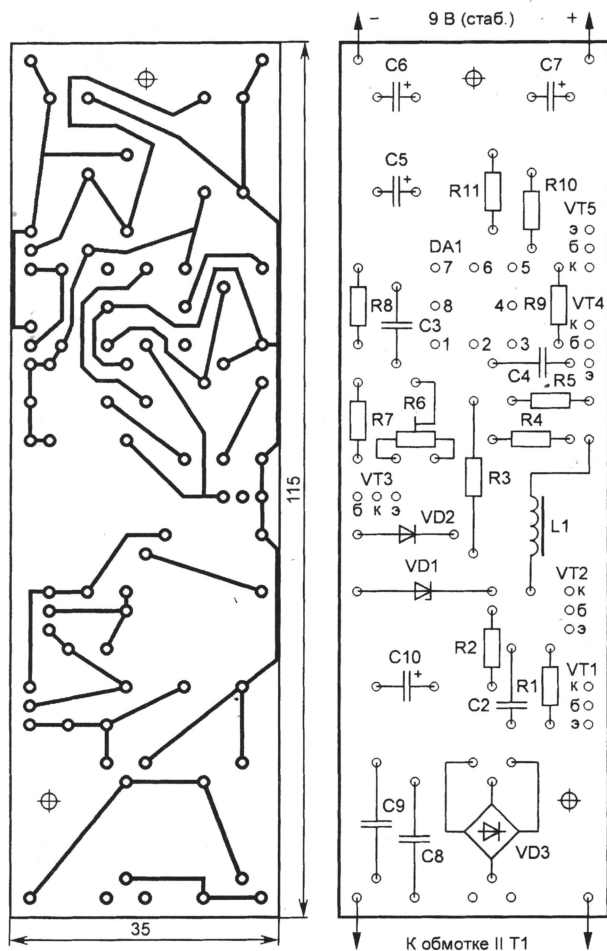 − 9 В (стаб.) +
C6 C7
C5
R11 R10
VT5
э
б
DA1
7 6 5 к
R8 C3 8 4 R9 VT4
к
1 2 3 б
C4 э
R5
R7 R6
R4
R3
VT3
б к э
VD2
L1
VD1
VT2
к
б
э
R2
C10 +
C2 R1 VT1
к
б
э
C9
C8
VD3
115
35
К обмотке II T1